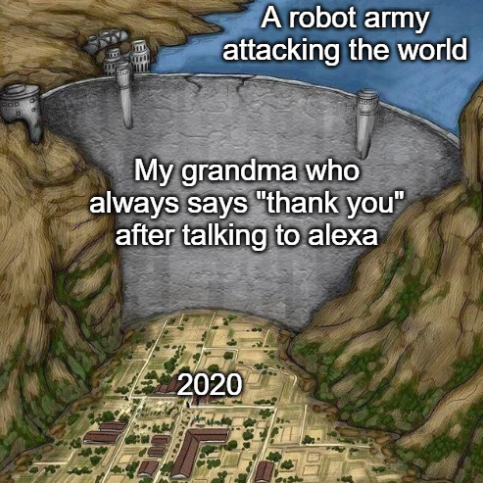 A robot army
attacking the world
My grandma who
always says "thank you"
after talking to alexa
2020